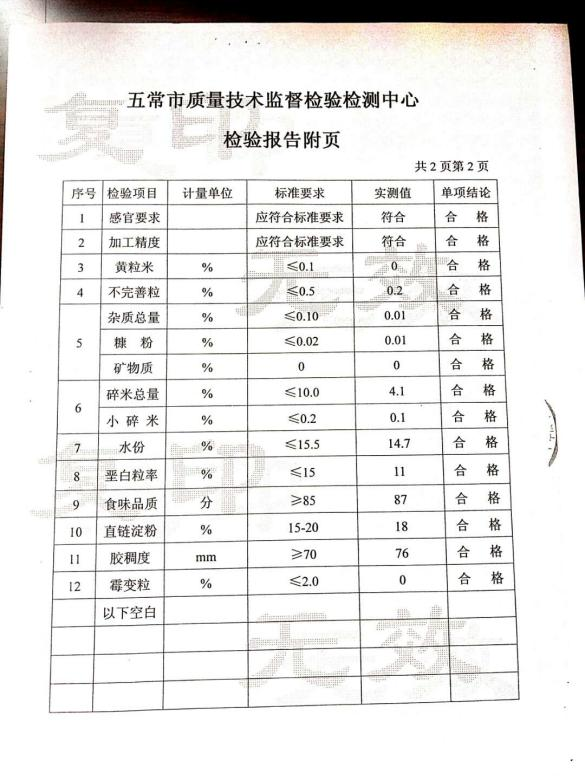 五常市质量技术监督检验检测中心
检验报告附页
共2页第2页
序号 检验项目 计量单位 标准要求 实测值 单项结论
1 感官要求 应符合标准要求 符合 合 格
2 加工精度 应符合标准要求 符合 合 格
3 黄粒米 % ≤0.1 0 合 格
4 不完善粒 % ≤0.5 0.2 合 格
5 杂质总量 % ≤0.10 0.01 合 格
糠 粉 % ≤0.02 0.01 合 格
矿物质 % 0 0 合 格
6 碎米总量 % ≤10.0 4.1 合 格
小 碎 米 % ≤0.2 0.1 合 格
7 水份 % ≤15.5 14.7 合 格
8 垩白粒率 % ≤15 11 合 格
9 食味品质 分 ≥85 87 合 格
10 直链淀粉 % 15-20 18 合 格
11 胶稠度 mm ≥70 76 合 格
12 霉变粒 % ≤2.0 0 合 格
以下空白
复印
无效
复印
无效